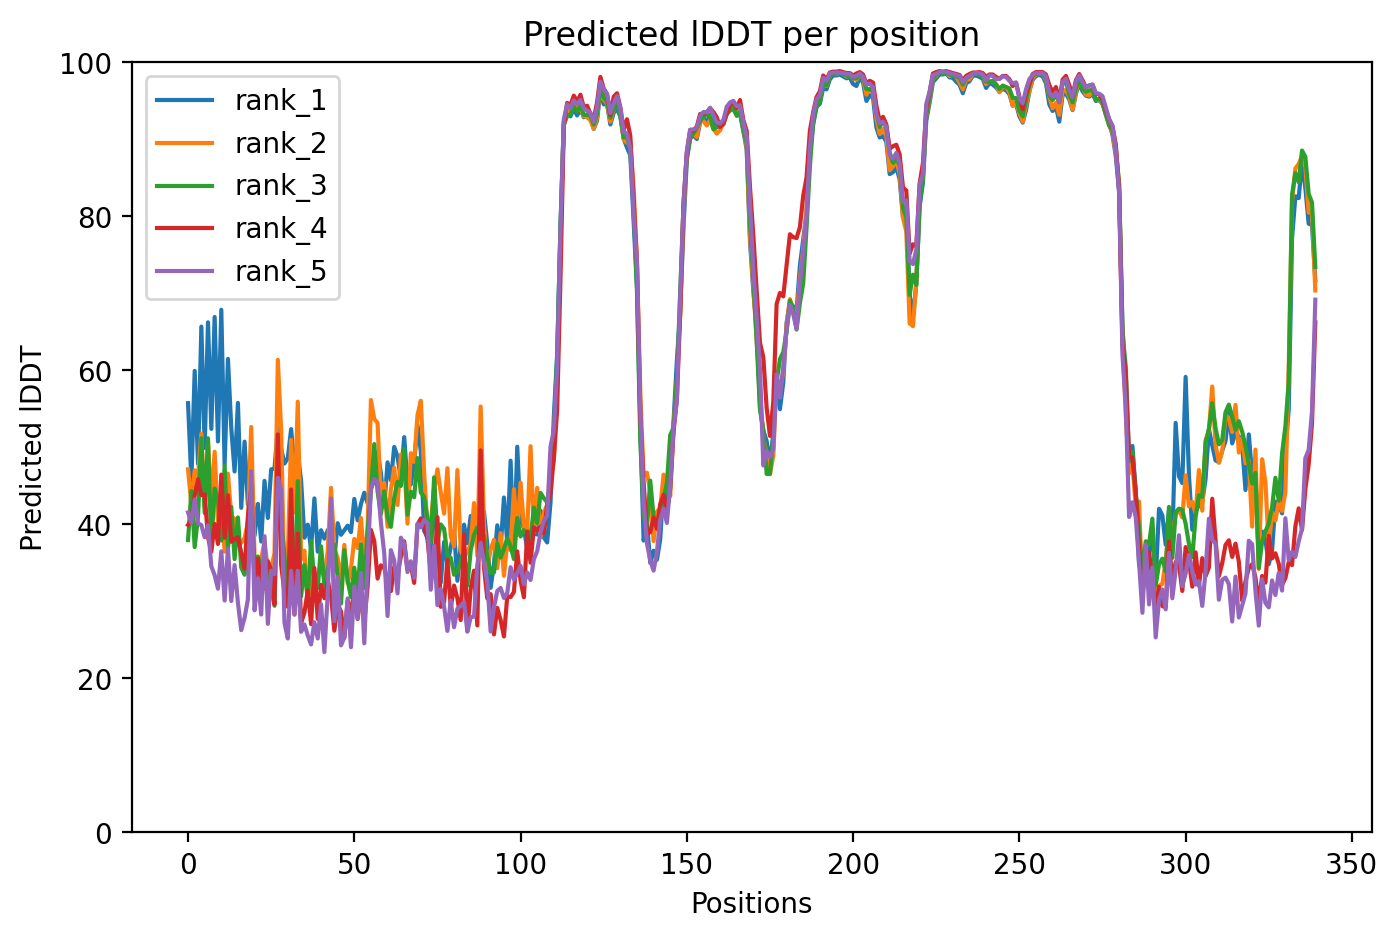 Predicted lDDT per position
Predicted lDDT
100
80
60
40
20
0
rank_1
rank_2
rank_3
rank_4
rank_5
0 50 100 150 200 250 300 350
Positions